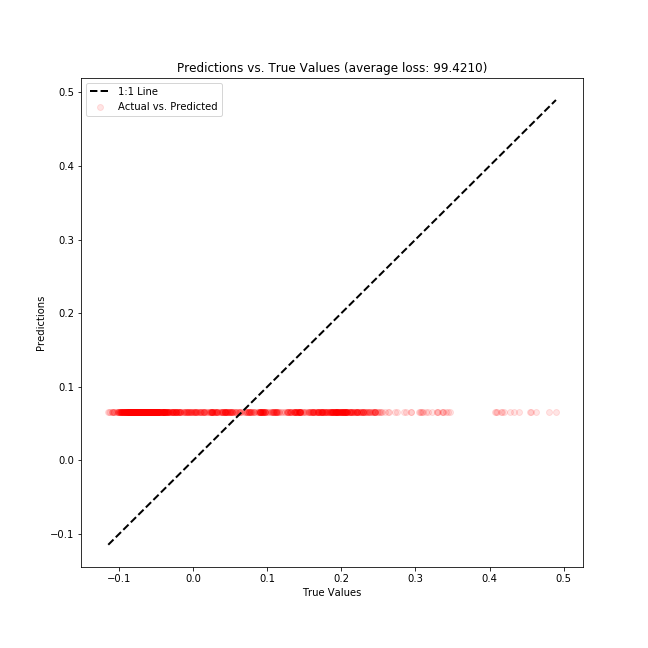 Predictions vs. True Values (average loss: 99.4210)
1:1 Line
Actual vs. Predicted
0.5
0.4
0.3
0.2
0.1
0.0
−0.1
Predictions
−0.1 0.0 0.1 0.2 0.3 0.4 0.5
True Values